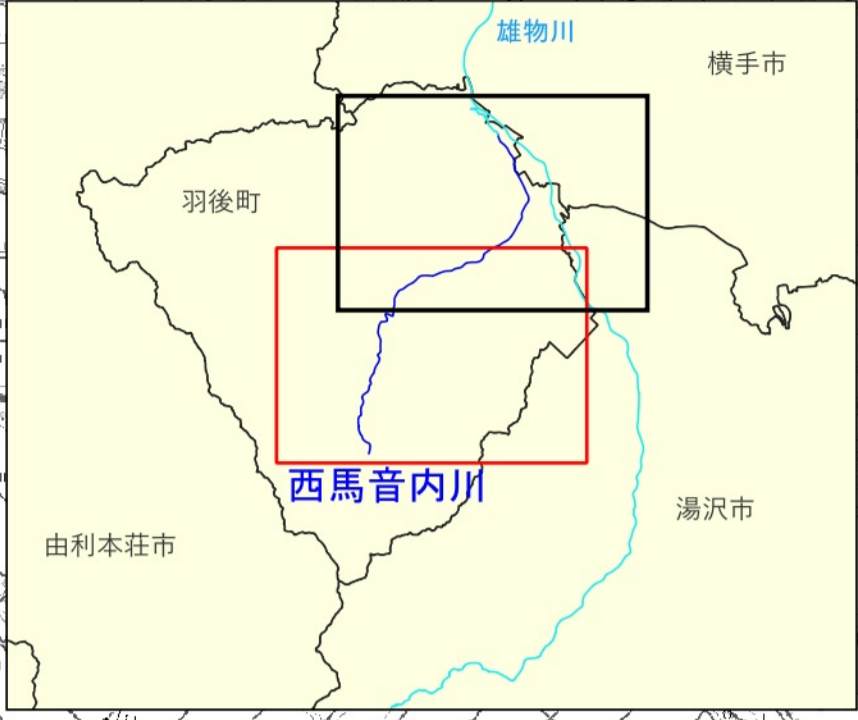 雄物川
横手市
羽後町
西馬音内川
湯沢市
由利本荘市